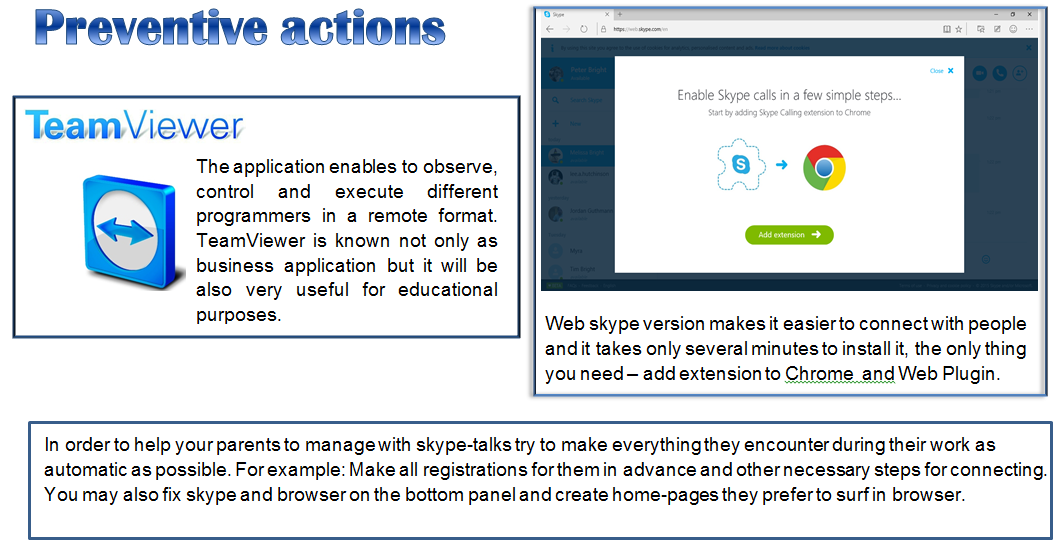 Preventive actions
TeamViewer
The application enables to observe,
control and execute different
programmers in a remote format.
TeamViewer is known not only as
business application but it will be
also very useful for educational
purposes.
Skype
https://web.skype.com/en
Close
Enable Skype calls in a few simple steps...
Start by adding Skype Calling extension to Chrome
Add extension
Web skype version makes it easier to connect with people
and it takes only several minutes to install it, the only thing
you need – add extension to Chrome and Web Plugin.
In order to help your parents to manage with skype-talks try to make everything they encounter during their work as
automatic as possible. For example: Make all registrations for them in advance and other necessary steps for connecting.
You may also fix skype and browser on the bottom panel and create home-pages they prefer to surf in browser.